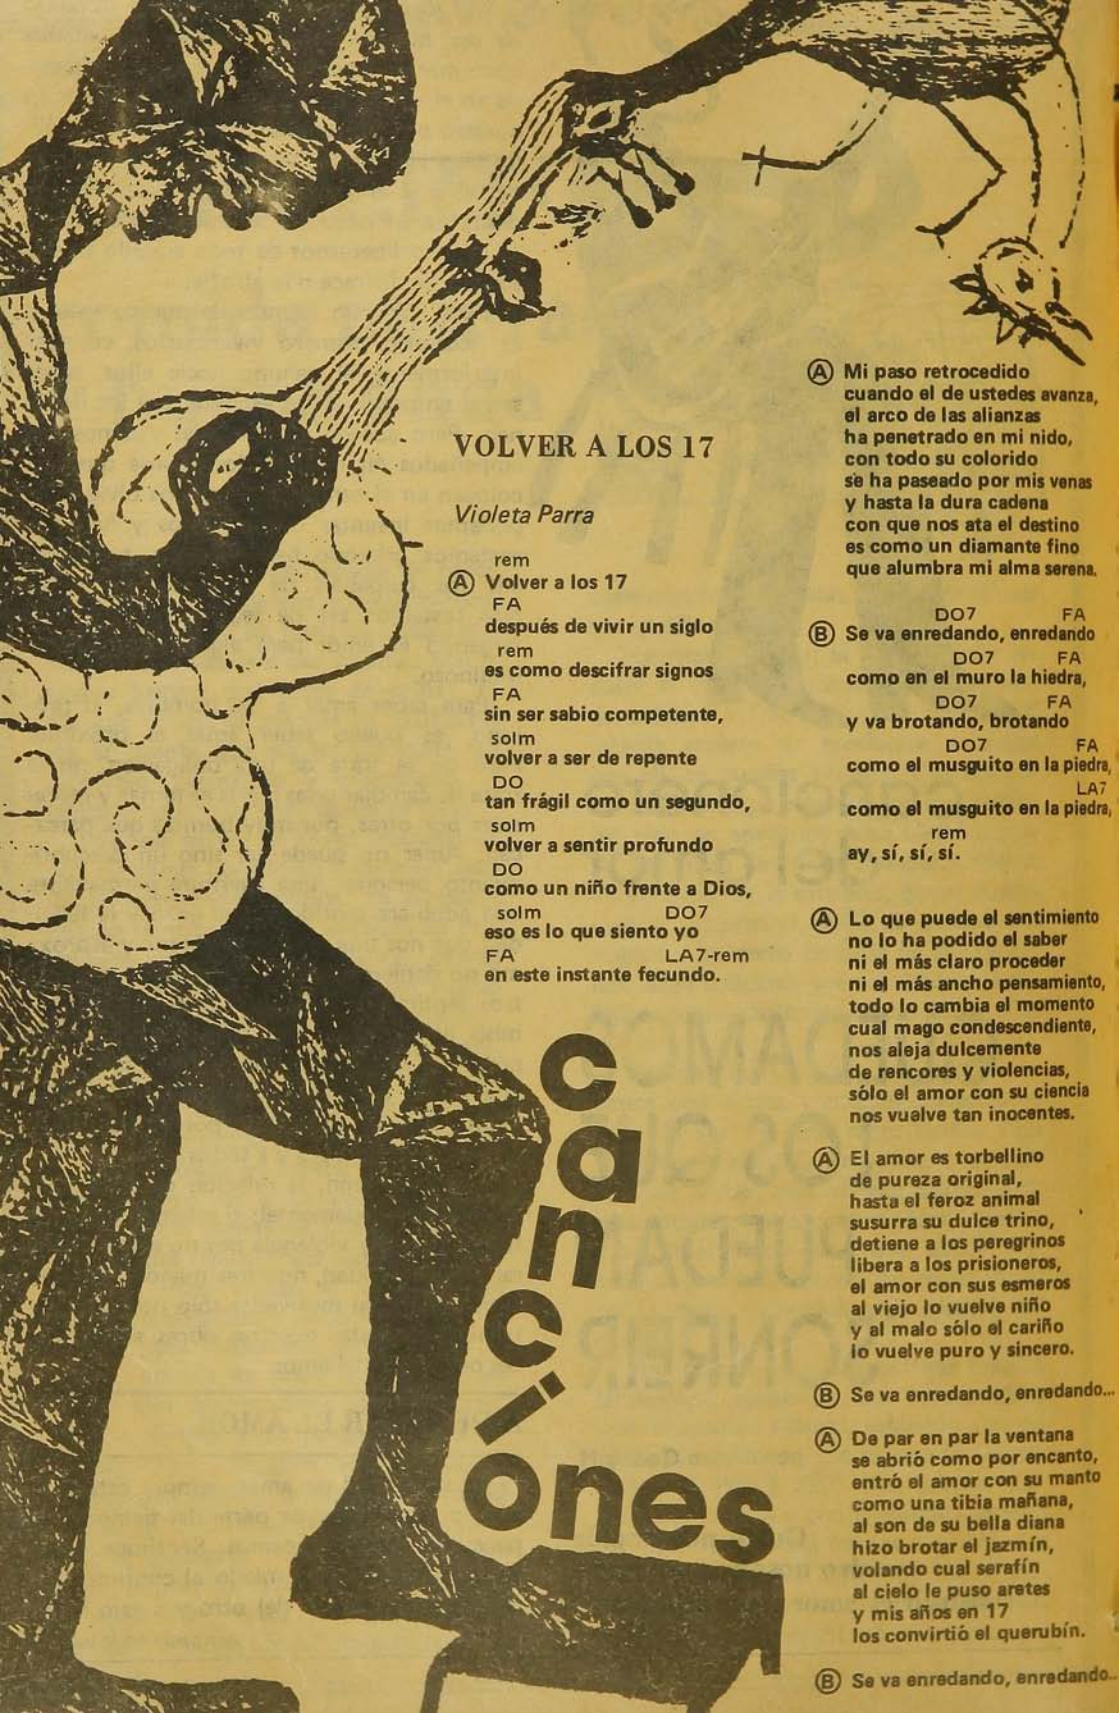 VOLVER A LOS 17
Violeta Parra
rem
Ⓐ Volver a los 17
FA
después de vivir un siglo
rem
es como descifrar signos
FA
sin ser sabio competente,
solm
volver a ser de repente
DO
tan frágil como un segundo,
solm
volver a sentir profundo
DO
como un niño frente a Dios,
solm DO7
eso es lo que siento yo
FA LA7-rem
en este instante fecundo.
canciones
Ⓐ Mi paso retrocedido
cuando el de ustedes avanza,
el arco de las alianzas
ha penetrado en mi nido,
con todo su colorido
se ha paseado por mis venas
y hasta la dura cadena
con que nos ata el destino
es como un diamante fino
que alumbra mi alma serena.
DO7 FA
Ⓑ Se va enredando, enredando
DO7 FA
como en el muro la hiedra,
DO7 FA
y va brotando, brotando
DO7 FA
como el musguito en la piedra,
LA7
como el musguito en la piedra,
rem
ay, sí, sí, sí.
Ⓐ Lo que puede el sentimiento
no lo ha podido el saber
ni el más claro proceder
ni el más ancho pensamiento,
todo lo cambia el momento
cual mago condescendiente,
nos aleja dulcemente
de rencores y violencias,
sólo el amor con su ciencia
nos vuelve tan inocentes.
Ⓐ El amor es torbellino
de pureza original,
hasta el feroz animal
susurra su dulce trino,
detiene a los peregrinos
libera a los prisioneros,
el amor con sus esmeros
al viejo lo vuelve niño
y al malo sólo el cariño
lo vuelve puro y sincero.
Ⓑ Se va enredando, enredando...
Ⓐ De par en par la ventana
se abrió como por encanto,
entró el amor con su manto
como una tibia mañana,
al son de su bella diana
hizo brotar el jazmín,
volando cual serafín
al cielo le puso aretes
y mis años en 17
los convirtió el querubín.
Ⓑ Se va enredando, enredando...